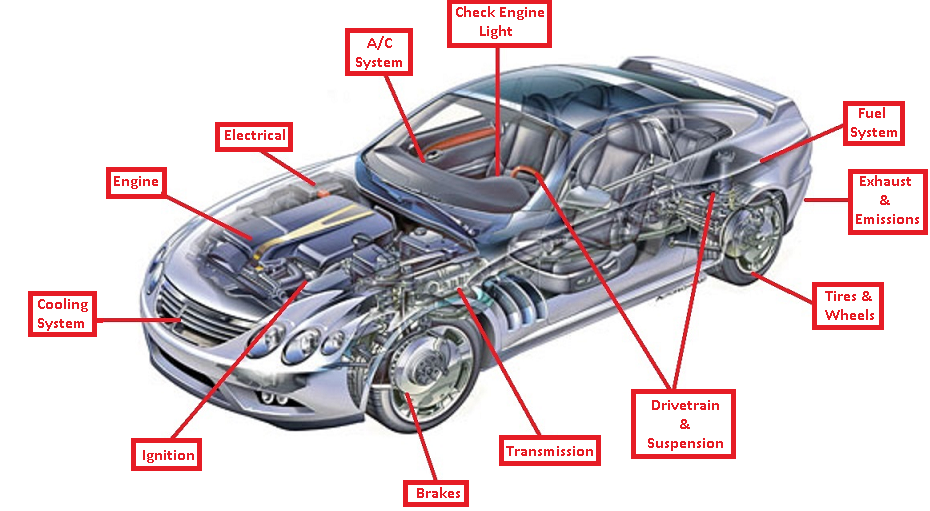 Check Engine
Light
A/C
System
Fuel
System
Electrical
Engine
Exhaust
&
Emissions
Cooling
System
Tires &
Wheels
Drivetrain
&
Suspension
Ignition
Transmission
Brakes